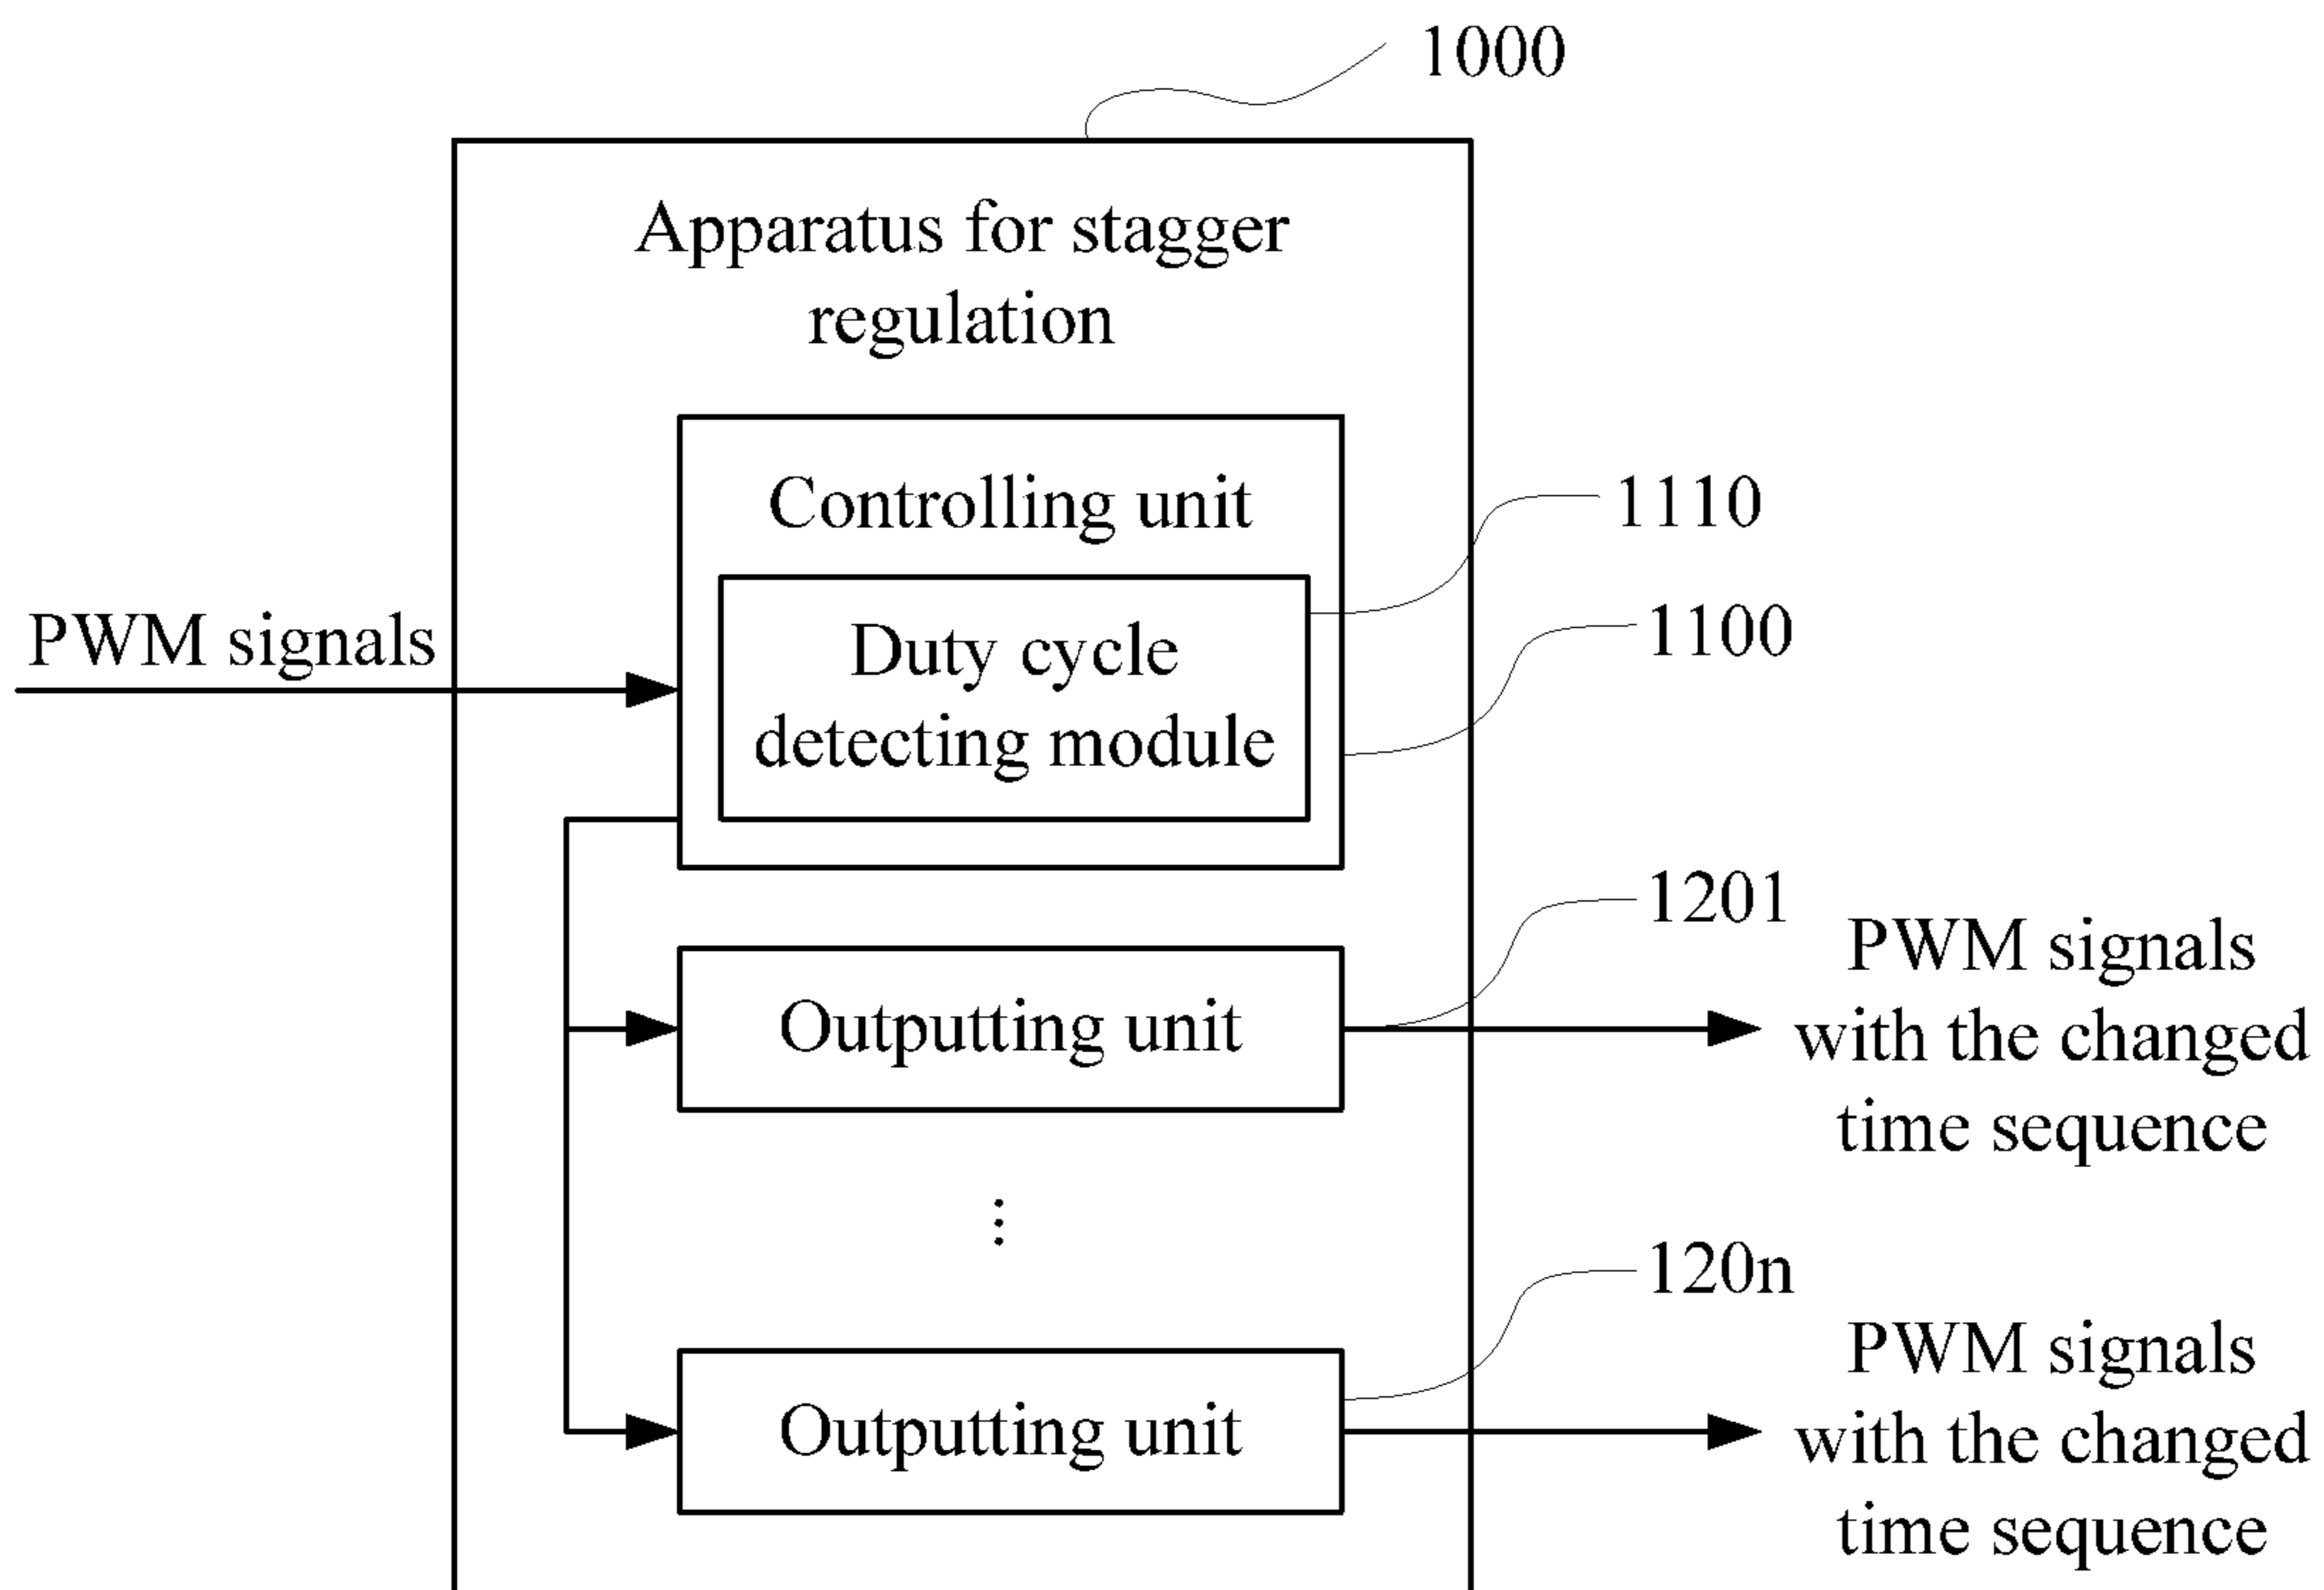 1000
Apparatus for stagger
regulation
Controlling unit
1110
Duty cycle
detecting module
1100
PWM signals
1201
Outputting unit
PWM signals
with the changed
time sequence
⋮
120n
Outputting unit
PWM signals
with the changed
time sequence